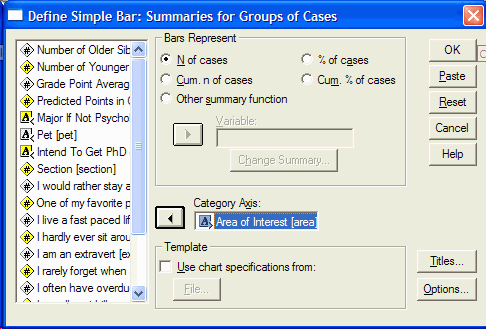 Define Simple Bar: Summaries for Groups of Cases
Number of Older Sib
Number of Younger
Grade Point Averag
Predicted Points in C
Major If Not Psycho
Pet [pet]
Intend To Get PhD
Section [section]
I would rather stay a
One of my favorite p
I live a fast paced lif
I hardly ever sit arou
I am an extravert [ex
I rarely forget when
I often have overdu
Bars Represent
N of cases
% of cases
Cum. n of cases
Cum. % of cases
Other summary function
Variable:
Change Summary...
Category Axis:
Area of Interest [area]
Template
Use chart specifications from:
File...
OK
Paste
Reset
Cancel
Help
Titles...
Options...